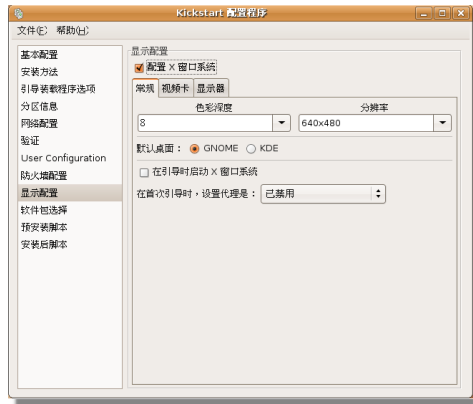 Kickstart 配置程序
文件(F) 帮助(H)
基本配置
安装方法
引导装载程序选项
分区信息
网络配置
验证
User Configuration
防火墙配置
显示配置
软件包选择
预安装脚本
安装后脚本
显示配置
配置 X 窗口系统
常规 视频卡 显示器
色彩深度 分辨率
8 640x480
默认桌面： GNOME KDE
在引导时启动 X 窗口系统
在首次引导时，设置代理是： 已禁用